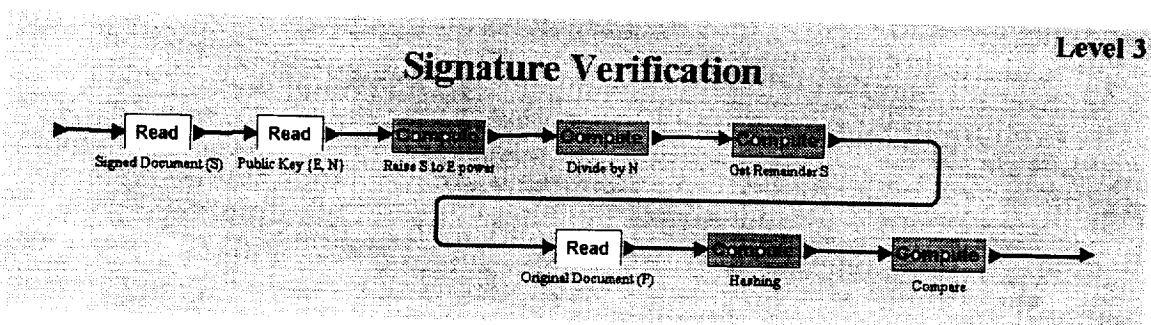 Level 3
Signature Verification
Read Read Compute Compute Compute
Signed Document (S) Public Key {E, N} Raise S to E power Divide by N Get Remainder S
Read Compute Compute
Original Document (P) Hashing Compare